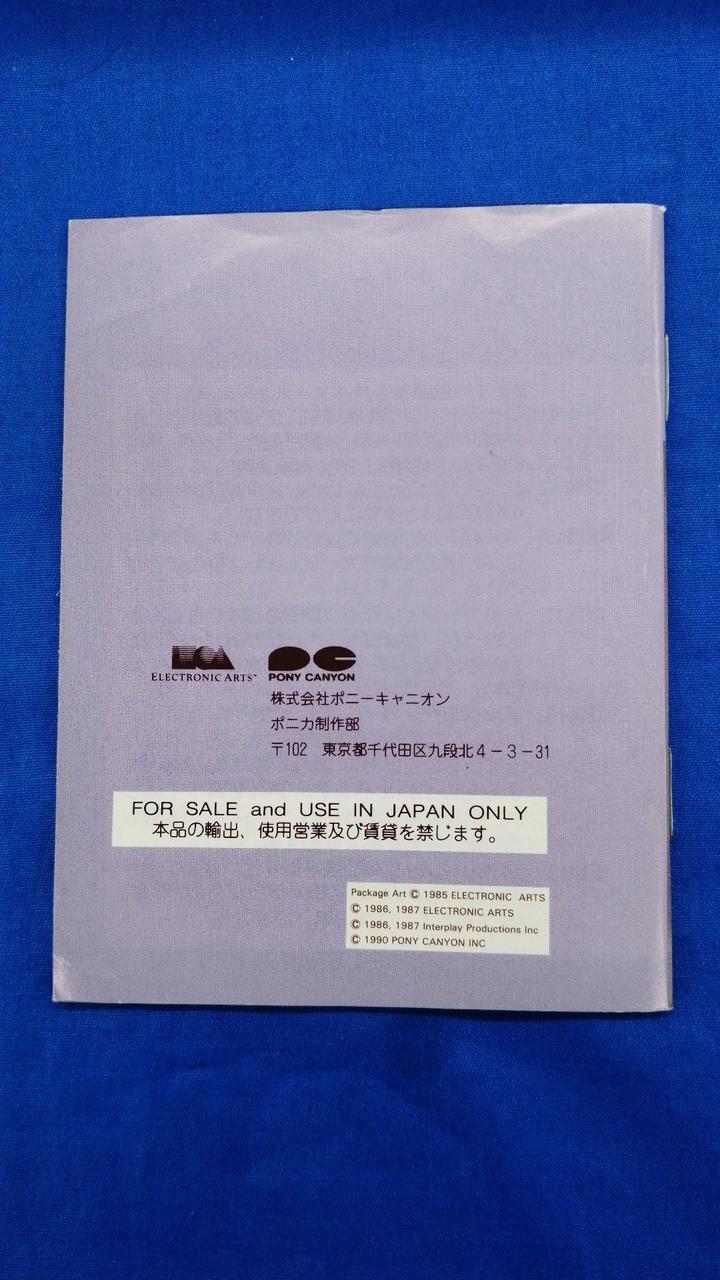 ELECTRONIC ARTS™
PONY CANYON
株式会社ポニーキャニオン
ポニカ制作部
〒102 東京都千代田区九段北4-3-31
FOR SALE and USE IN JAPAN ONLY
本品の輸出、使用営業及び賃貸を禁じます。
Package Art © 1985 ELECTRONIC ARTS
© 1986, 1987 ELECTRONIC ARTS
© 1986, 1987 Interplay Productions Inc
© 1990 PONY CANYON INC